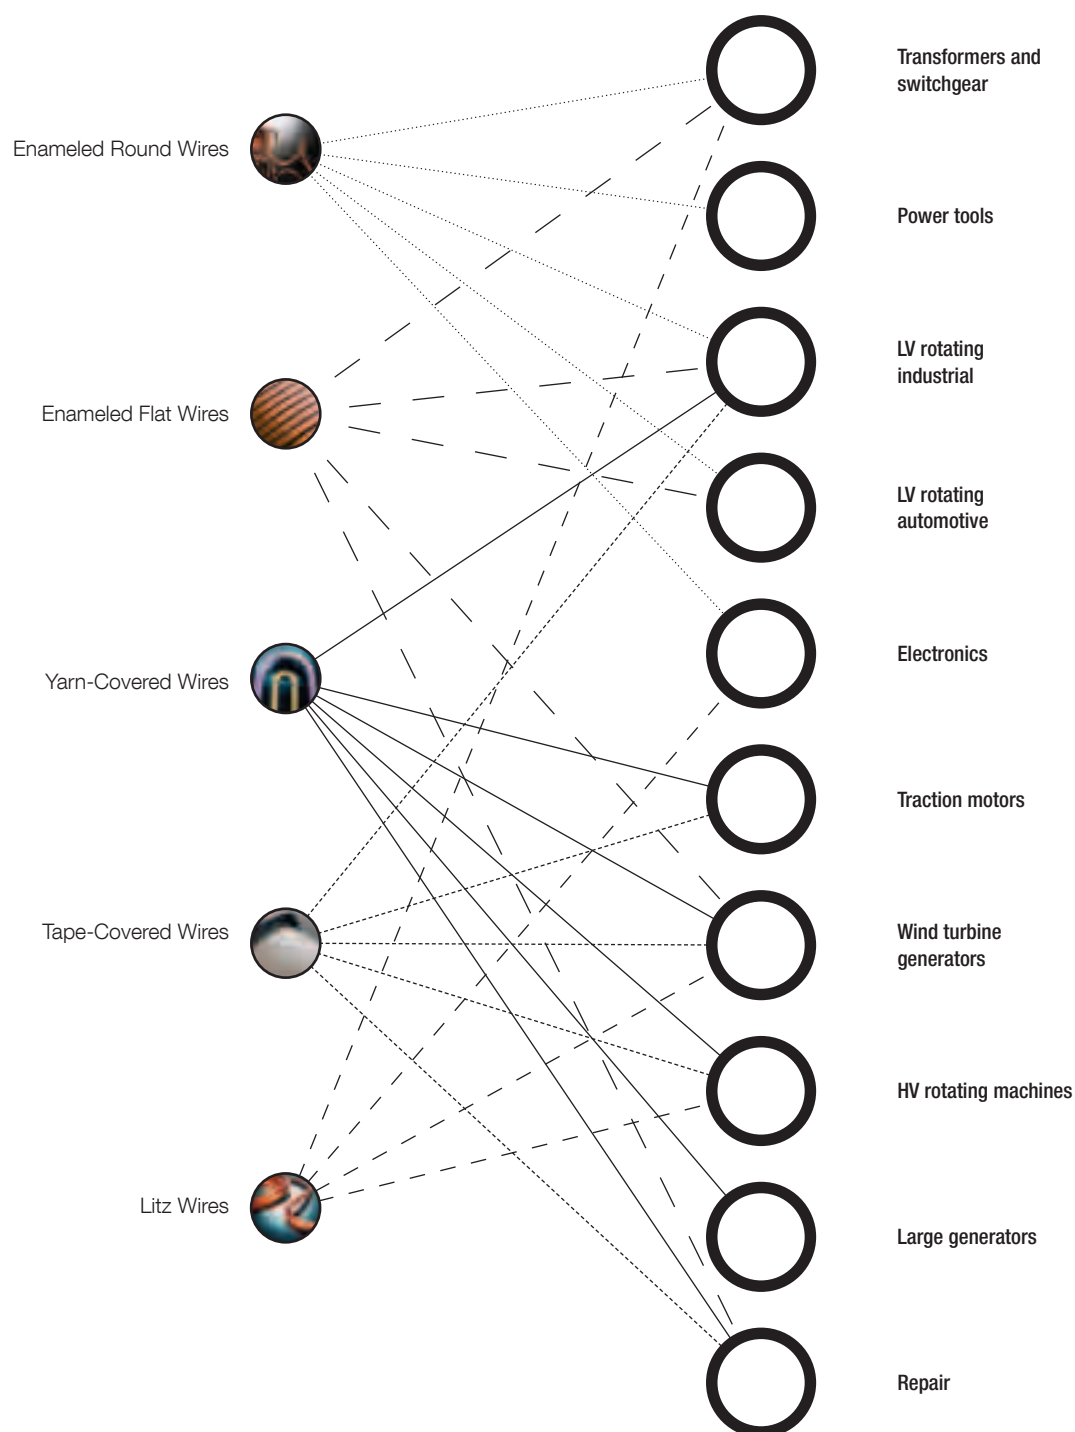 Transformers and
switchgear
Enameled Round Wires
Power tools
LV rotating
industrial
Enameled Flat Wires
LV rotating
automotive
Electronics
Yarn-Covered Wires
Traction motors
Tape-Covered Wires
Wind turbine
generators
HV rotating machines
Litz Wires
Large generators
Repair